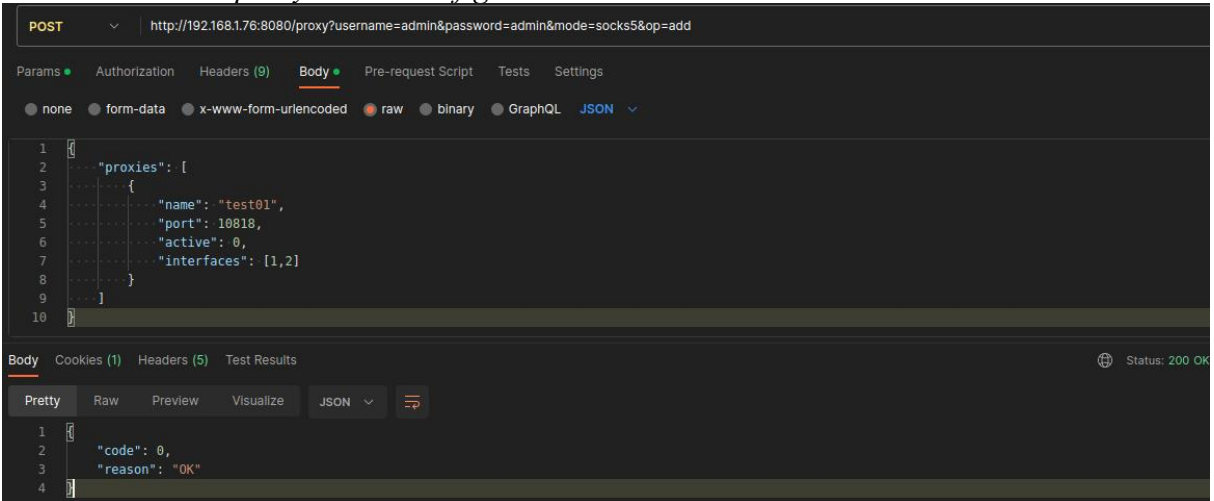 POST http://192.168.1.76:8080/proxy?username=admin&password=admin&mode=socks5&op=add
Params Authorization Headers (9) Body Pre-request Script Tests Settings
none form-data x-www-form-urlencoded raw binary GraphQL JSON
1 {
2 "proxies": [
3 {
4 "name": "test01",
5 "port": 10818,
6 "active": 0,
7 "interfaces": [1,2]
8 }
9 ]
10 }
Body Cookies (1) Headers (5) Test Results Status: 200 OK
Pretty Raw Preview Visualize JSON
1 {
2 "code": 0,
3 "reason": "OK"
4 }